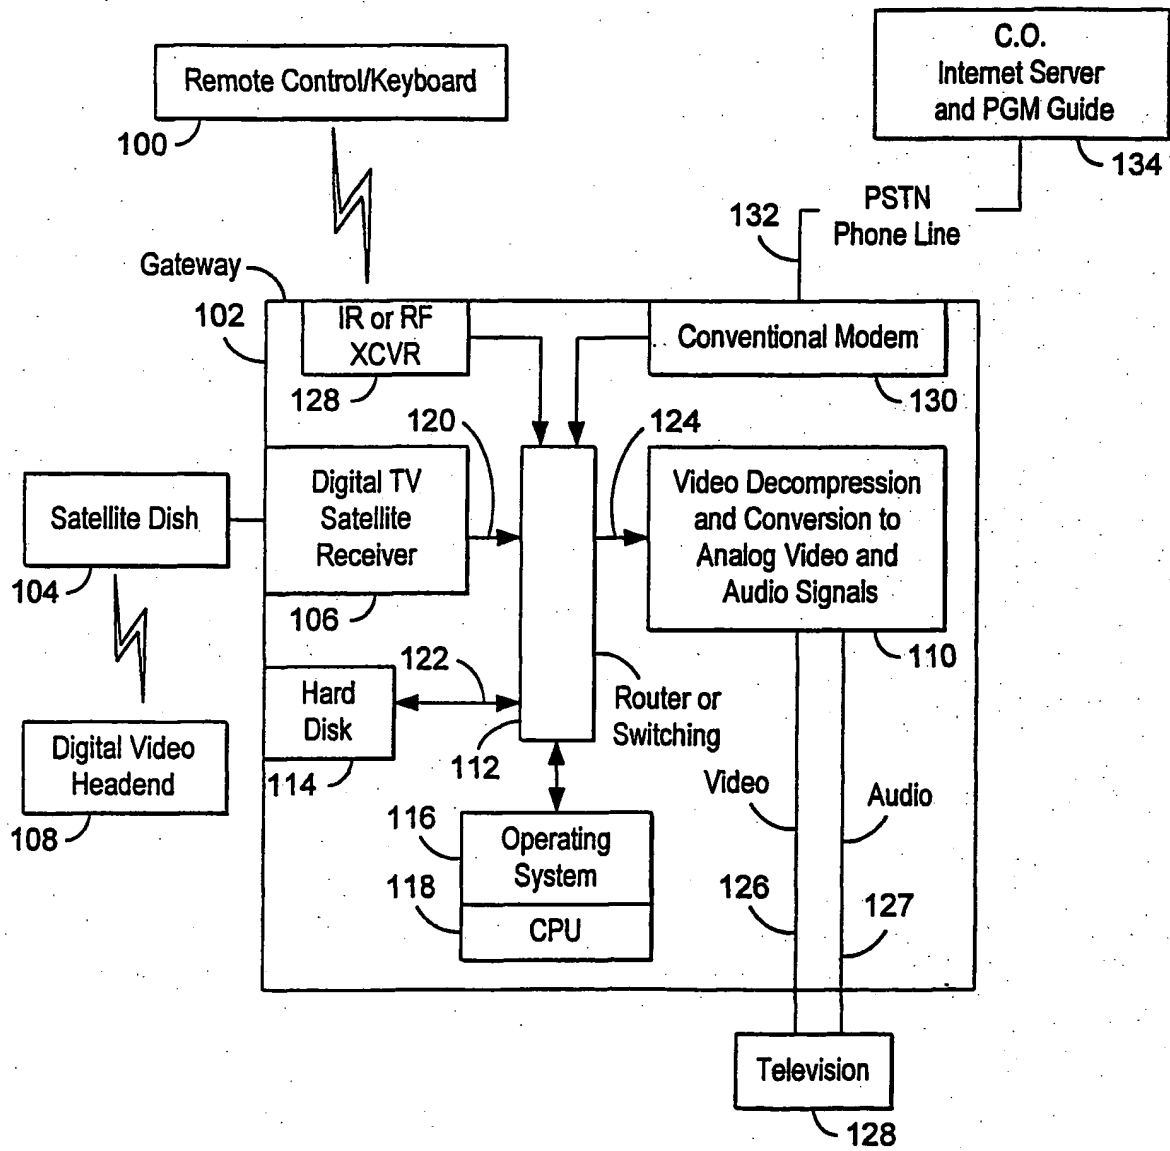 C.O.
Internet Server
and PGM Guide
134
Remote Control/Keyboard
100
PSTN
Phone Line
132
Gateway
102
IR or RF
XCVR
128
Conventional Modem
130
120
124
Satellite Dish
104
Digital TV
Satellite
Receiver
106
Video Decompression
and Conversion to
Analog Video and
Audio Signals
110
122
Hard
Disk
114
112
Router or
Switching
Digital Video
Headend
108
116
Operating
System
118
CPU
Video
Audio
126
127
Television
128